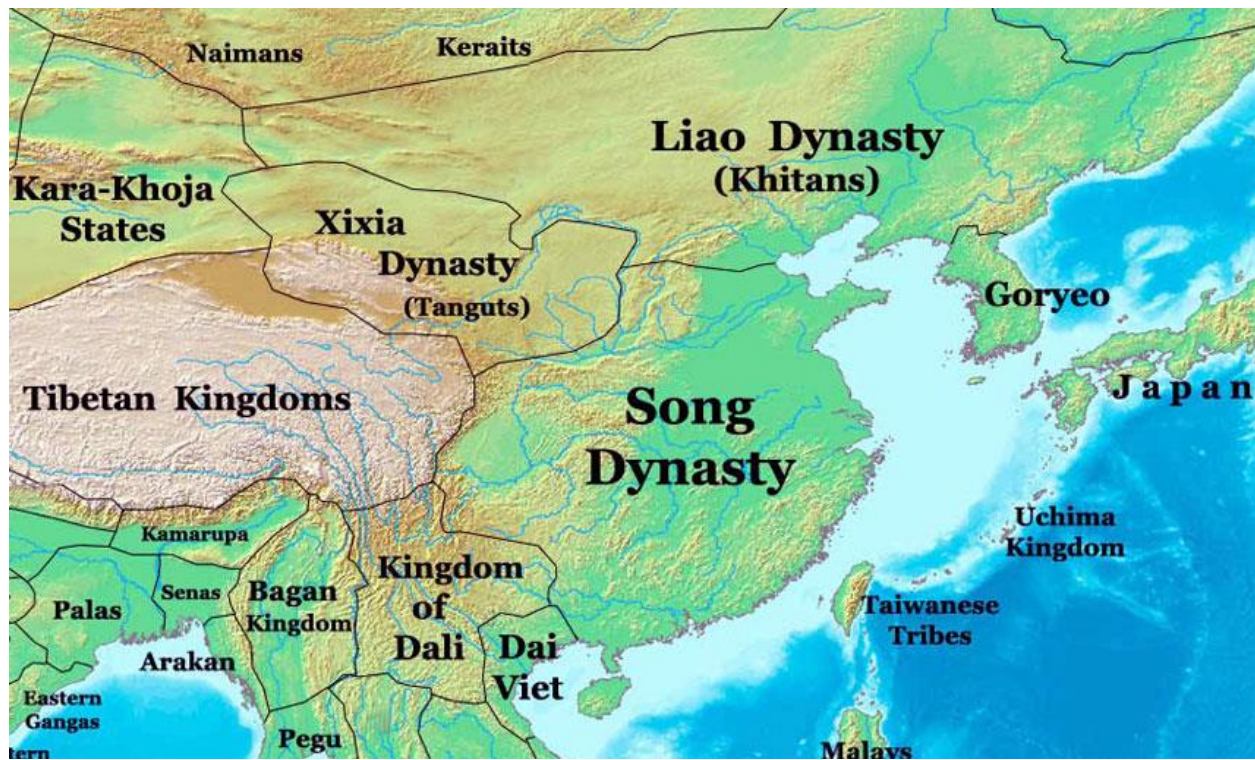 Naimans
Keraits
Liao Dynasty
(Khitans)
Kara-Khoja
States
Xixia
Dynasty
(Tanguts)
Goryeo
Tibetan Kingdoms
Song
Dynasty
Japan
Uchima
Kingdom
Kamarupa
Kingdom
of
Dali
Senas
Bagan
Kingdom
Palas
Taiwanese
Tribes
Dai
Viet
Arakan
Eastern
Gangas
Pegu
tern
Malays